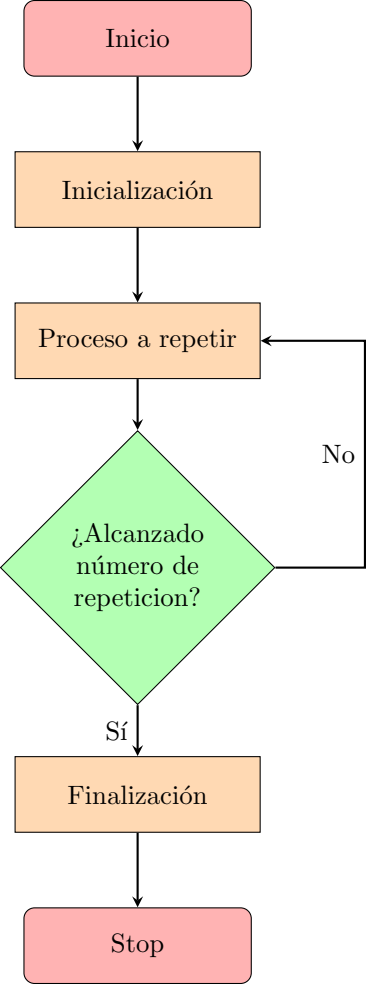 Inicio
Inicialización
Proceso a repetir
No
¿Alcanzado
número de
repeticion?
Sí
Finalización
Stop